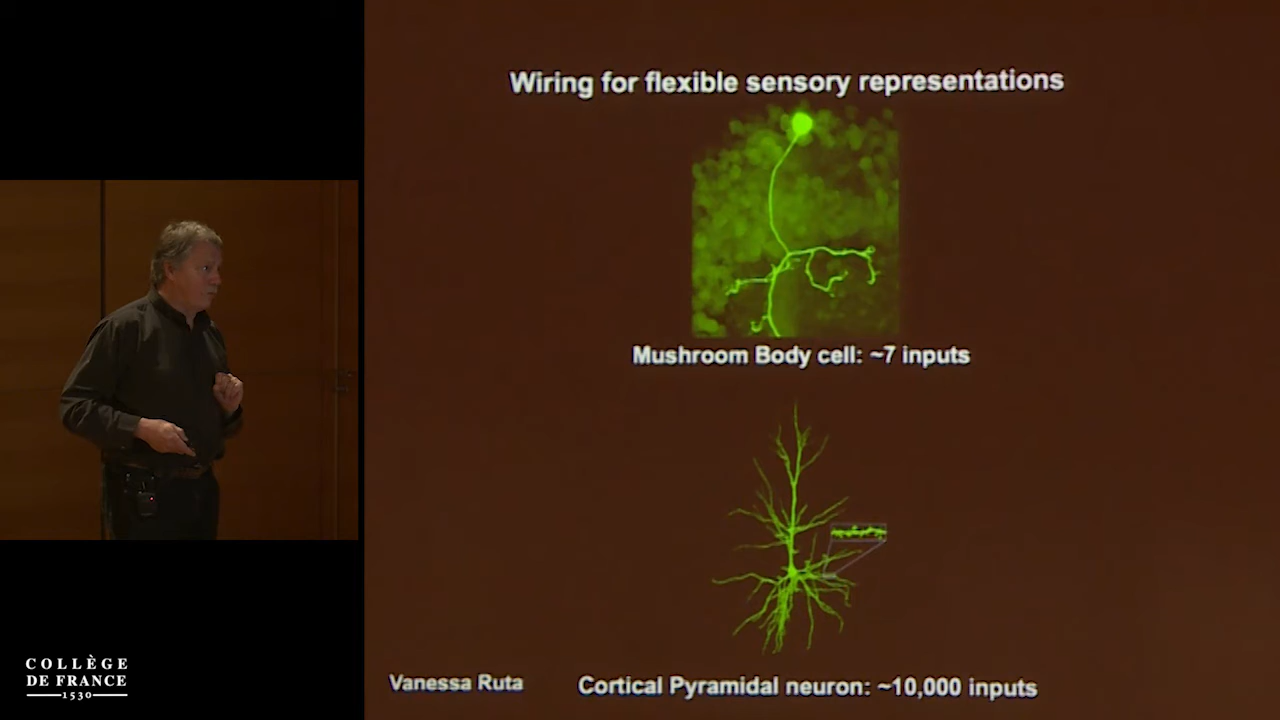 Wiring for flexible sensory representations
Mushroom Body cell: ~7 inputs
Cortical Pyramidal neuron: ~10,000 inputs
Vanessa Ruta
COLLÈGE
DE FRANCE
1530